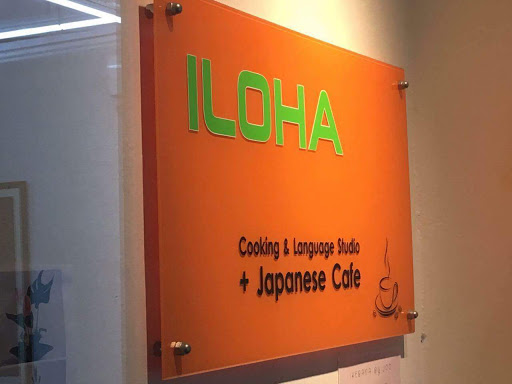 ILOHA
Cooking & Language Studio
+ Japanese Cafe